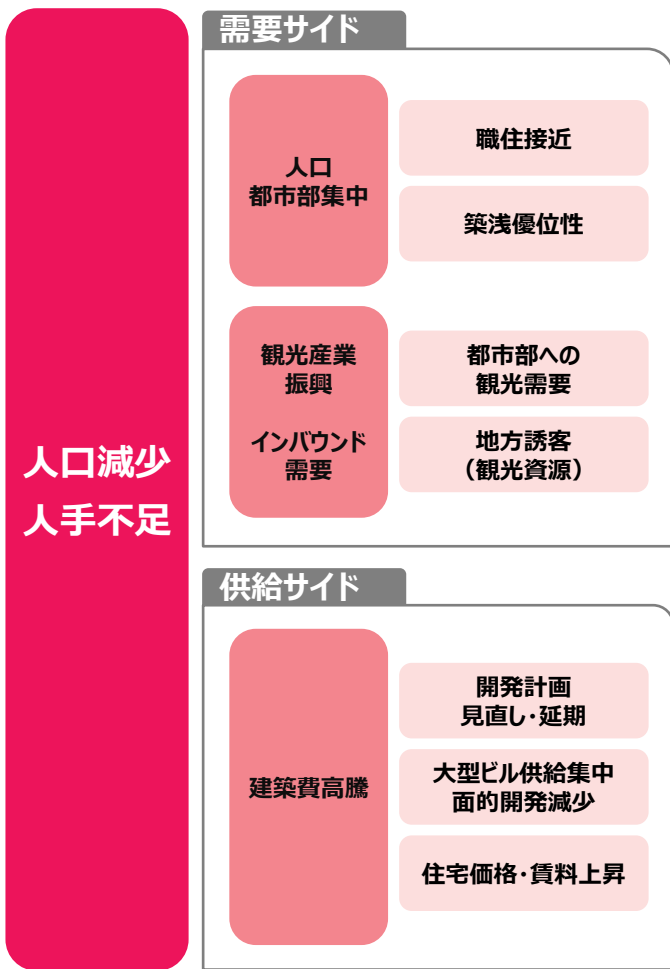 人口減少
人手不足
需要サイド
人口
都市部集中
職住接近
築浅優位性
観光産業
振興
インバウンド
需要
都市部への
観光需要
地方誘客
（観光資源）
供給サイド
建築費高騰
開発計画
見直し・延期
大型ビル供給集中
面的開発減少
住宅価格・賃料上昇